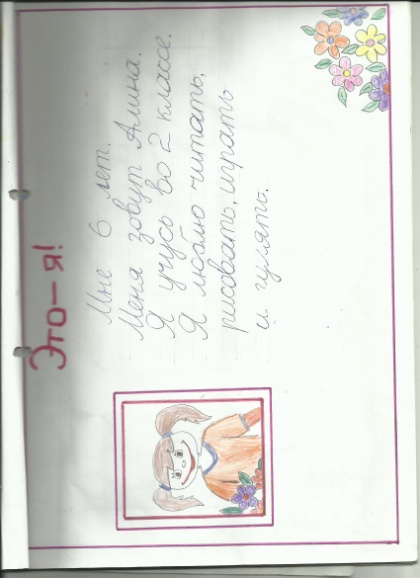 Это – я!
Мне 6 лет.
Меня зовут Алина.
Я учусь во 2 классе.
Я люблю читать,
рисовать, играть
и гулять.